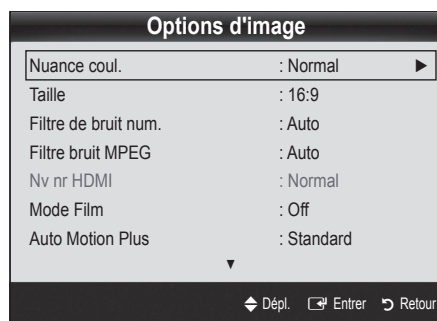 Options d'image
Nuance coul. : Normal
Taille : 16:9
Filtre de bruit num. : Auto
Filtre bruit MPEG : Auto
Nv nr HDMI : Normal
Mode Film : Off
Auto Motion Plus : Standard
Dépl. Entrer Retour